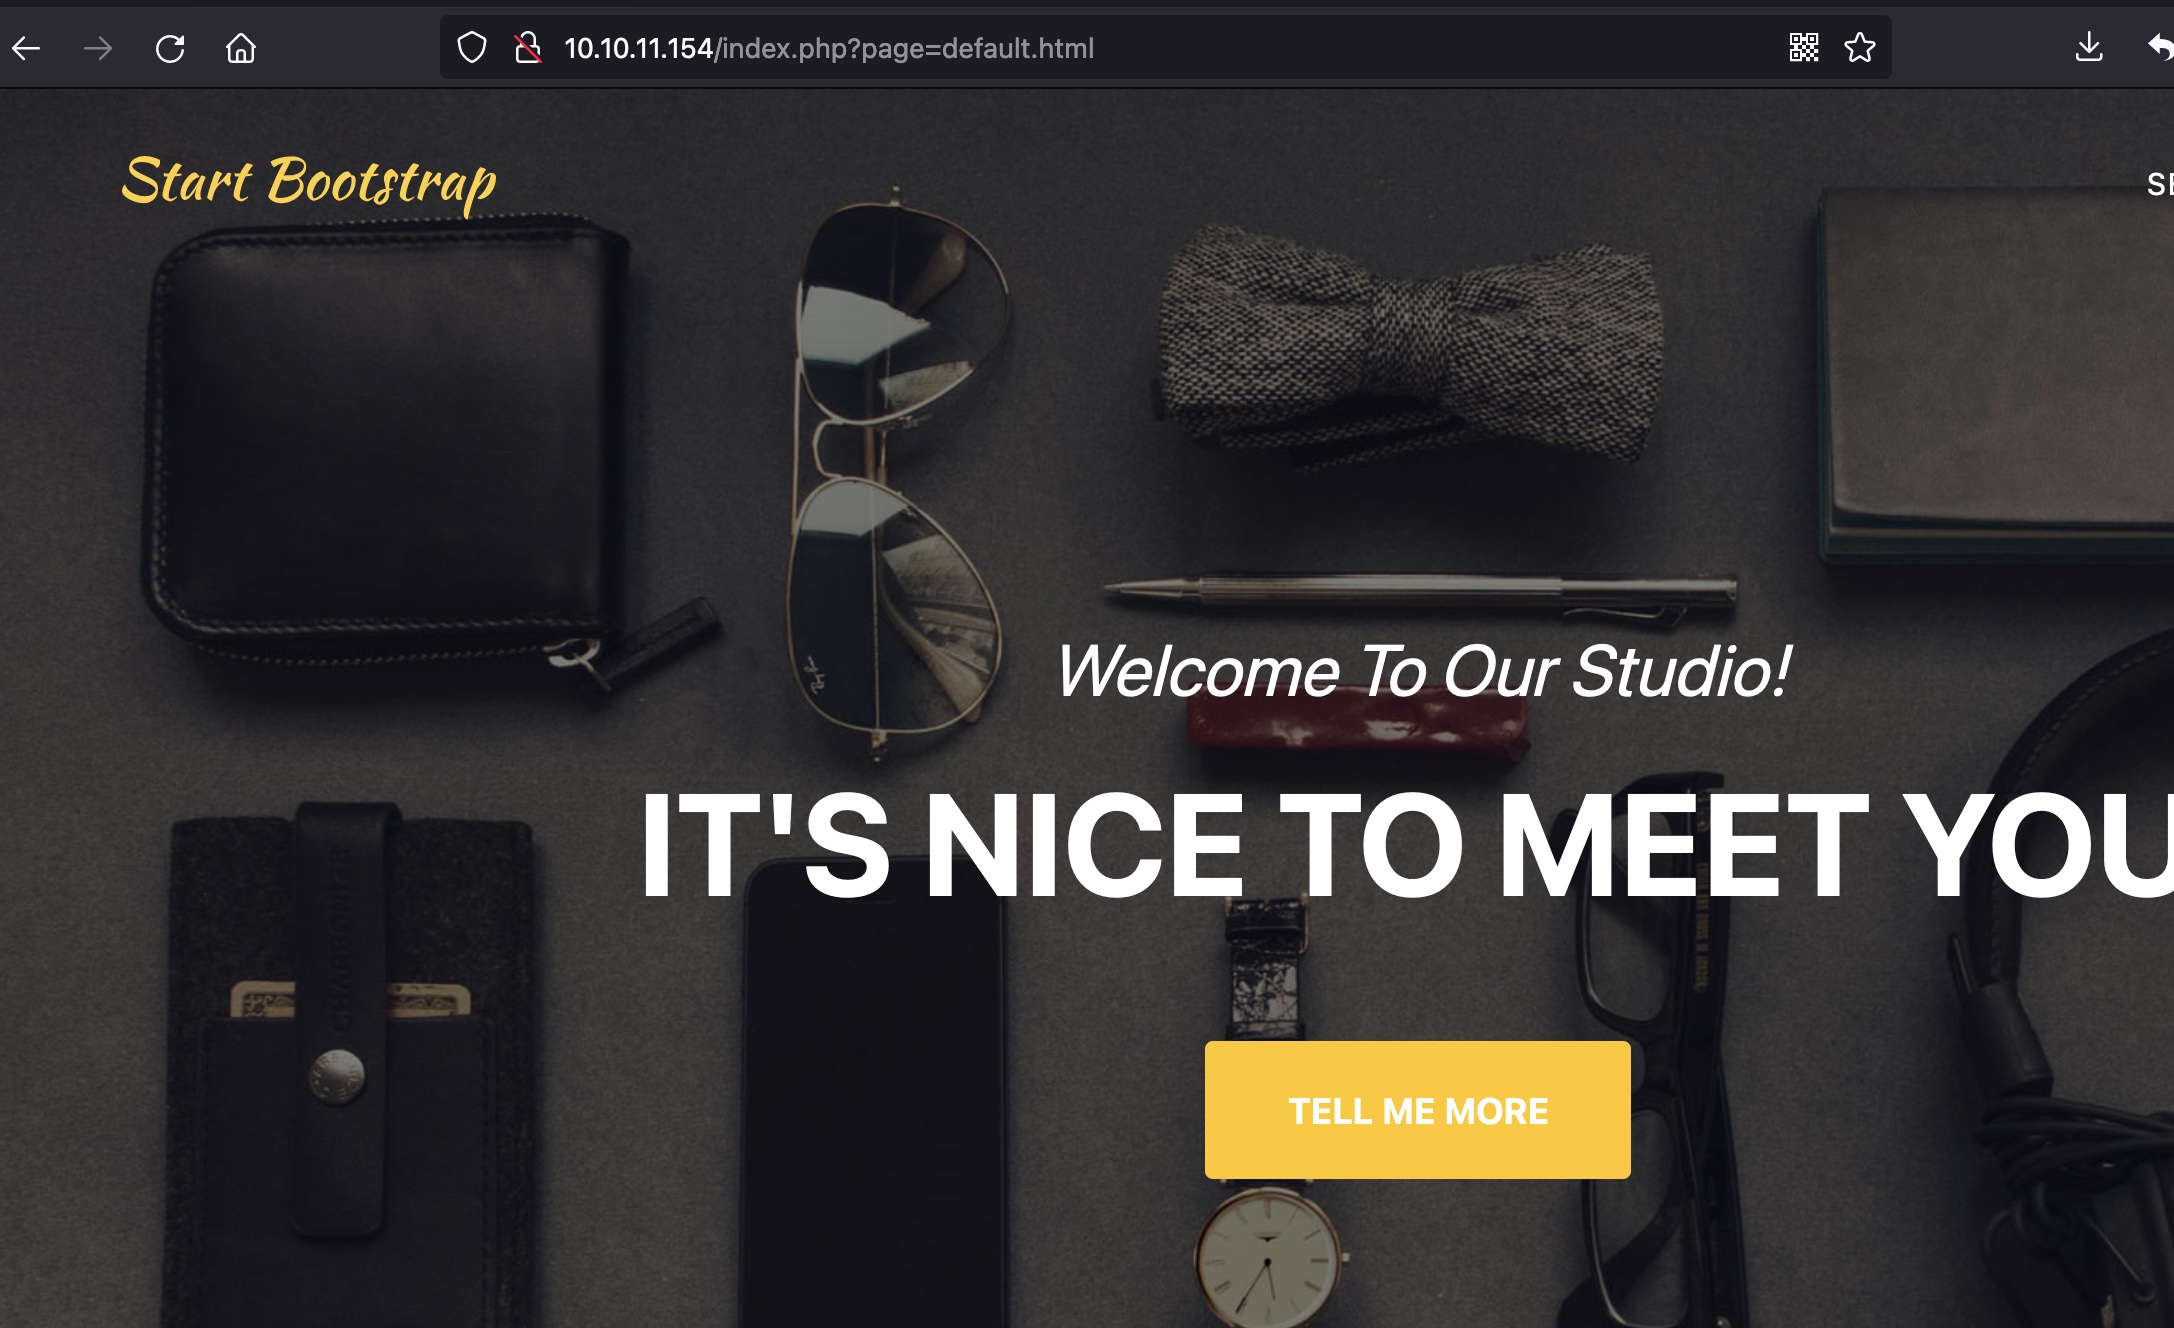 10.10.11.154/index.php?page=default.html
Start Bootstrap
Welcome To Our Studio!
IT'S NICE TO MEET YOU
TELL ME MORE